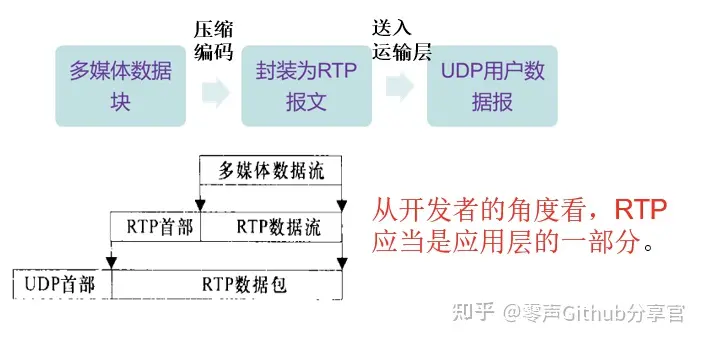 压缩
编码
送入
运输层
多媒体数据
块
封装为RTP
报文
UDP用户数
据报
多媒体数据流
RTP首部
RTP数据流
UDP首部
RTP数据包
从开发者的角度看，RTP
应当是应用层的一部分。
知乎 @零声Github分享官